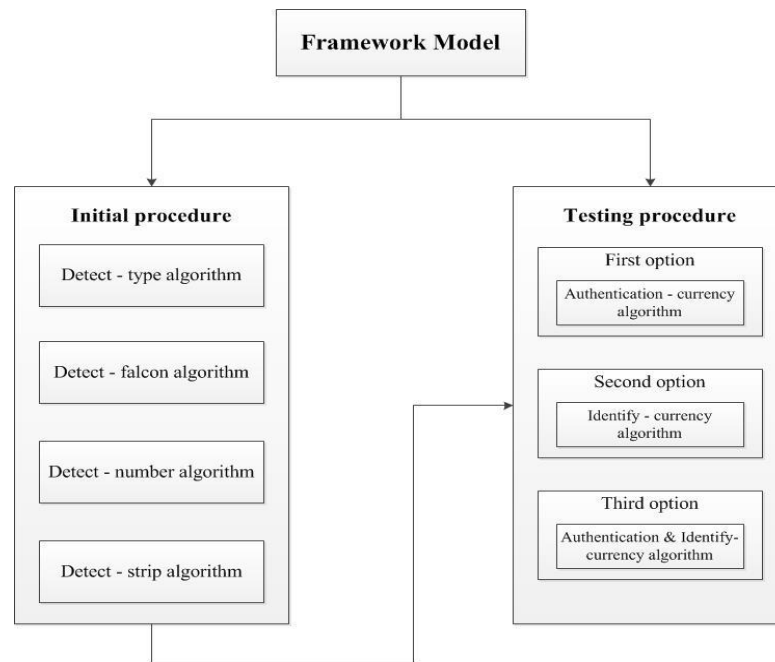 Framework Model
Initial procedure
Detect - type algorithm
Detect - falcon algorithm
Detect - number algorithm
Detect - strip algorithm
Testing procedure
First option
Authentication - currency
algorithm
Second option
Identify - currency
algorithm
Third option
Authentication & Identify-
currency algorithm